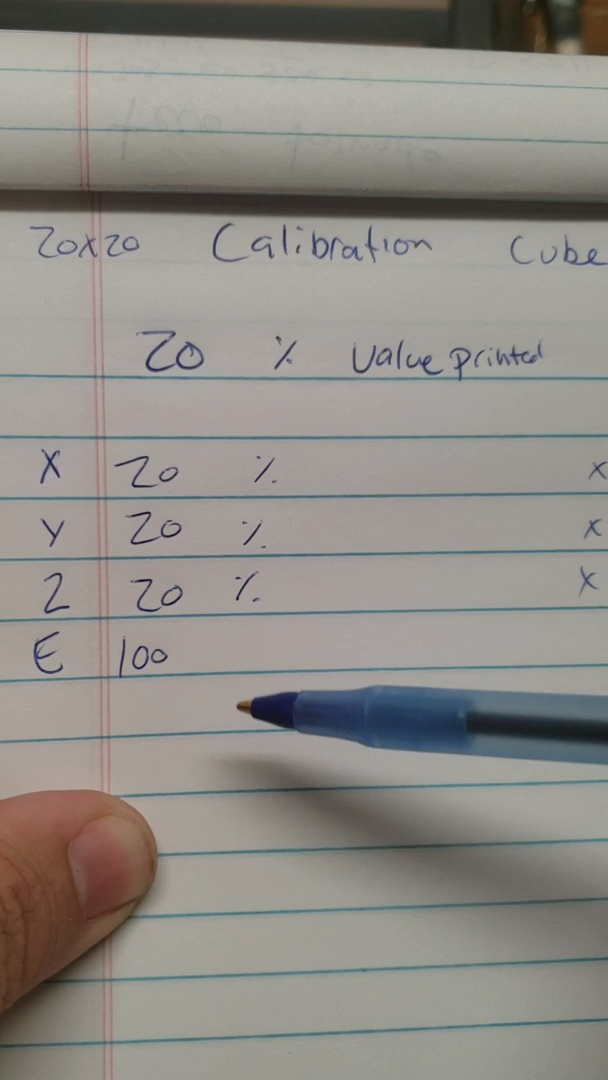 20x20 Calibration Cube
20 % Value printed
X 20 % x
Y 20 % x
Z 20 % x
E 100